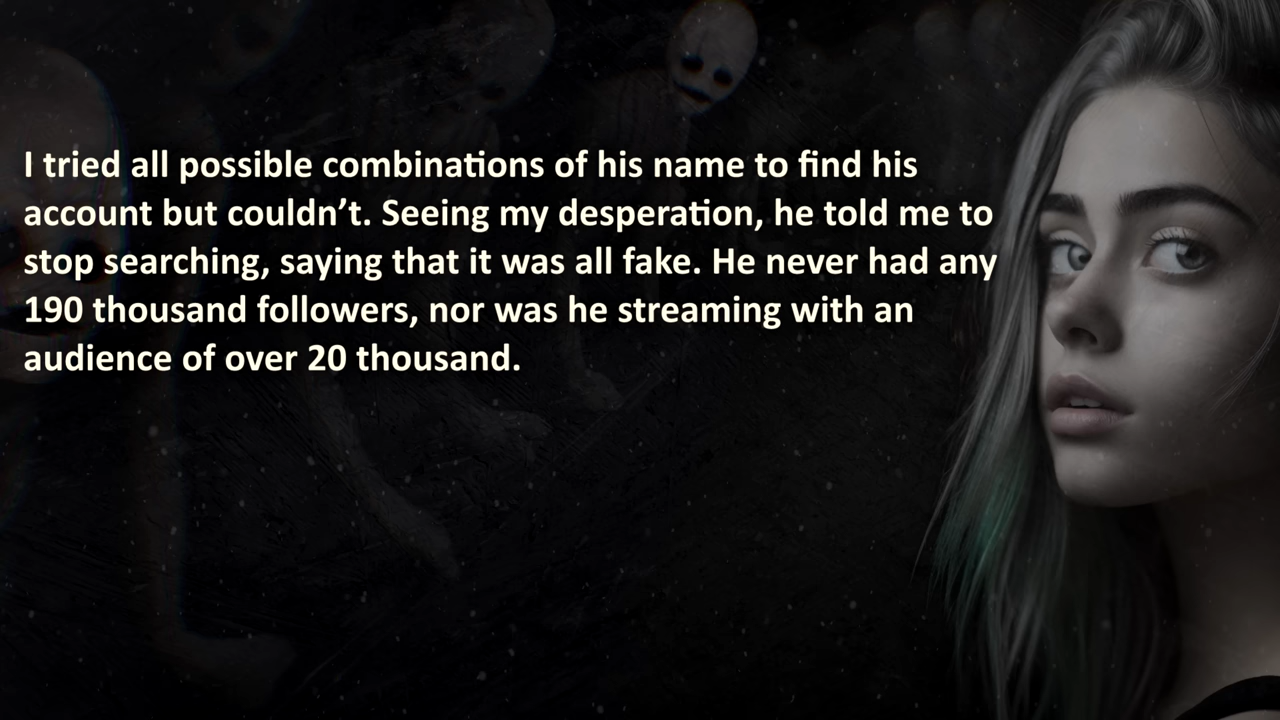 I tried all possible combinations of his name to find his
account but couldn’t. Seeing my desperation, he told me to
stop searching, saying that it was all fake. He never had any
190 thousand followers, nor was he streaming with an
audience of over 20 thousand.